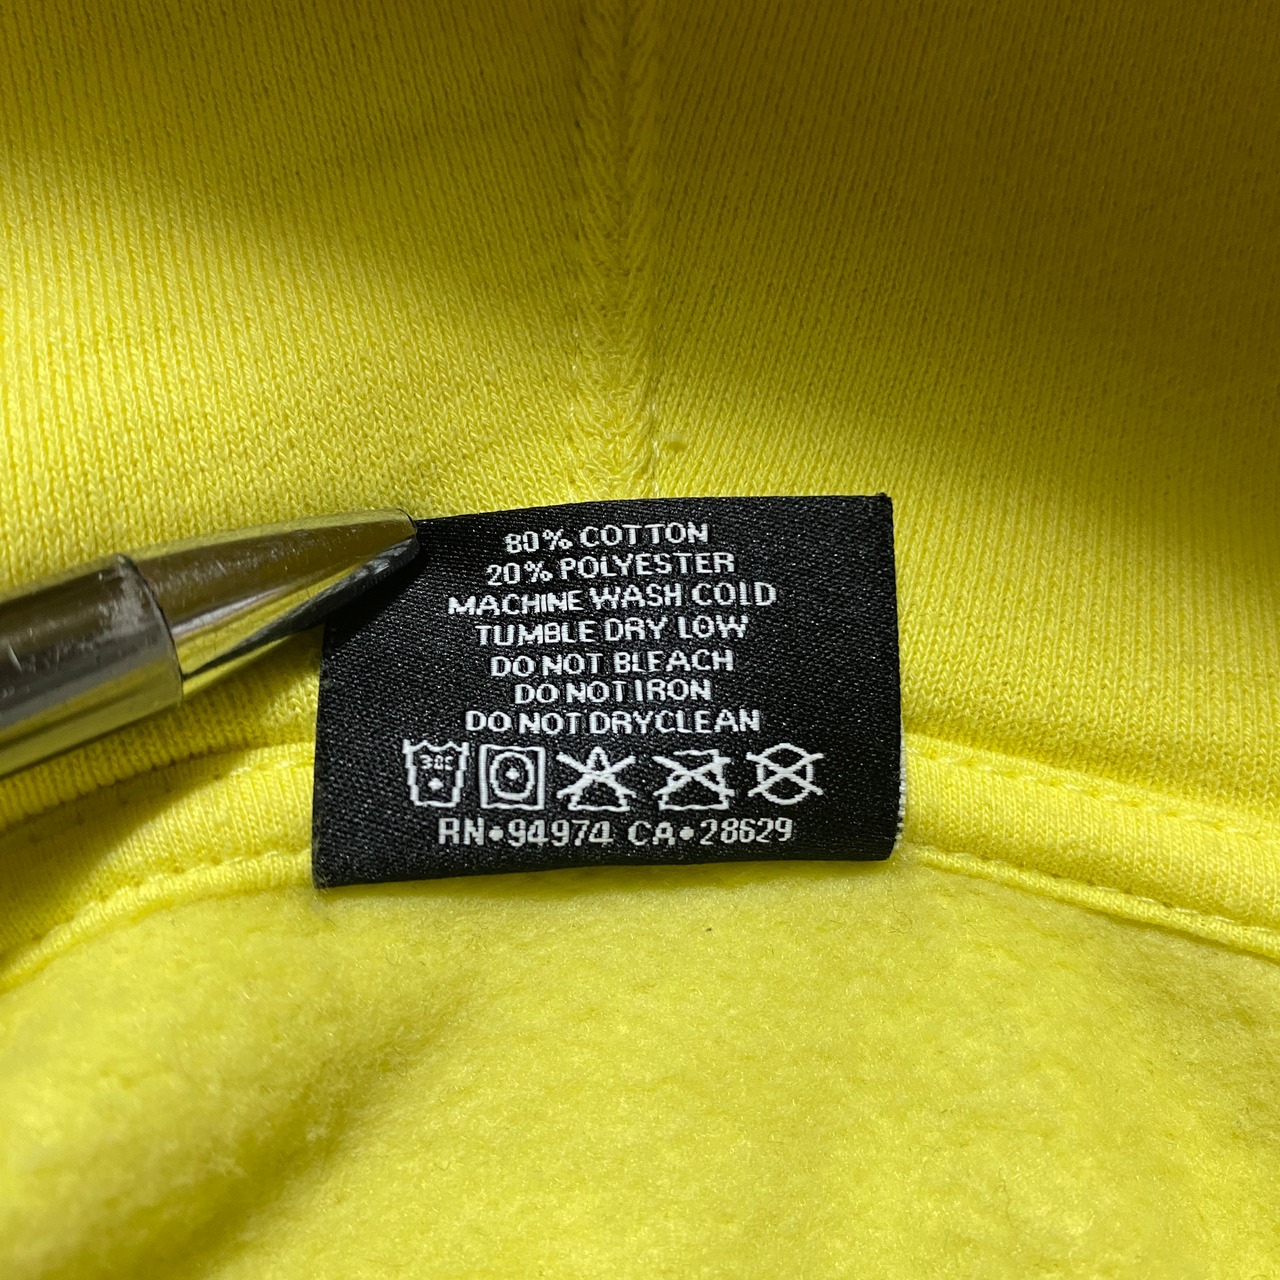 80% COTTON
20% POLYESTER
MACHINE WASH COLD
TUMBLE DRY LOW
DO NOT BLEACH
DO NOT IRON
DO NOT DRYCLEAN
RN•94974 CA•28629